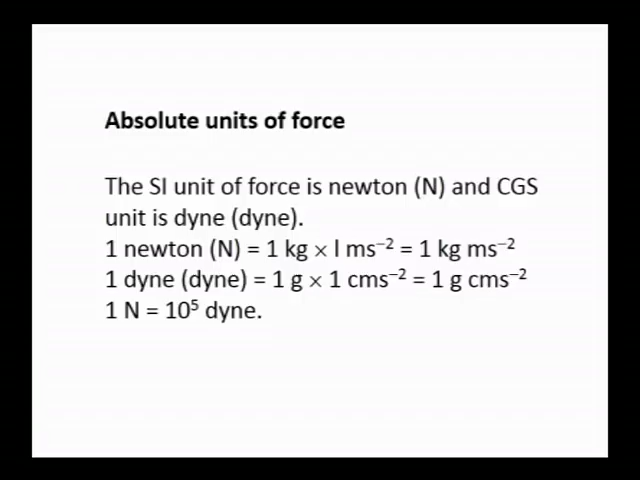 Absolute units of force
The SI unit of force is newton (N) and CGS
unit is dyne (dyne).
1 newton (N) = 1 kg × l ms⁻² = 1 kg ms⁻²
1 dyne (dyne) = 1 g × 1 cms⁻² = 1 g cms⁻²
1 N = 10⁵ dyne.